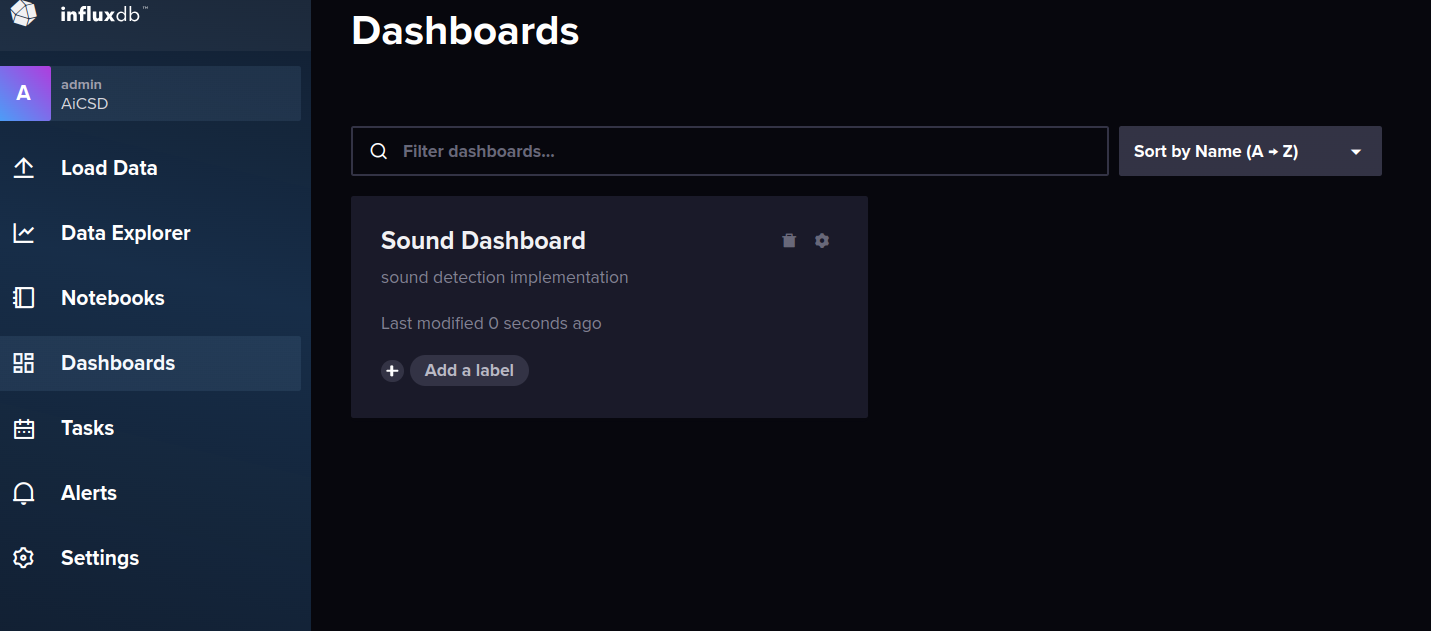 influxdb™
A
admin
AiCSD
Load Data
Data Explorer
Notebooks
Dashboards
Tasks
Alerts
Settings
Dashboards
Filter dashboards...
Sort by Name (A → Z)
Sound Dashboard
sound detection implementation
Last modified 0 seconds ago
Add a label